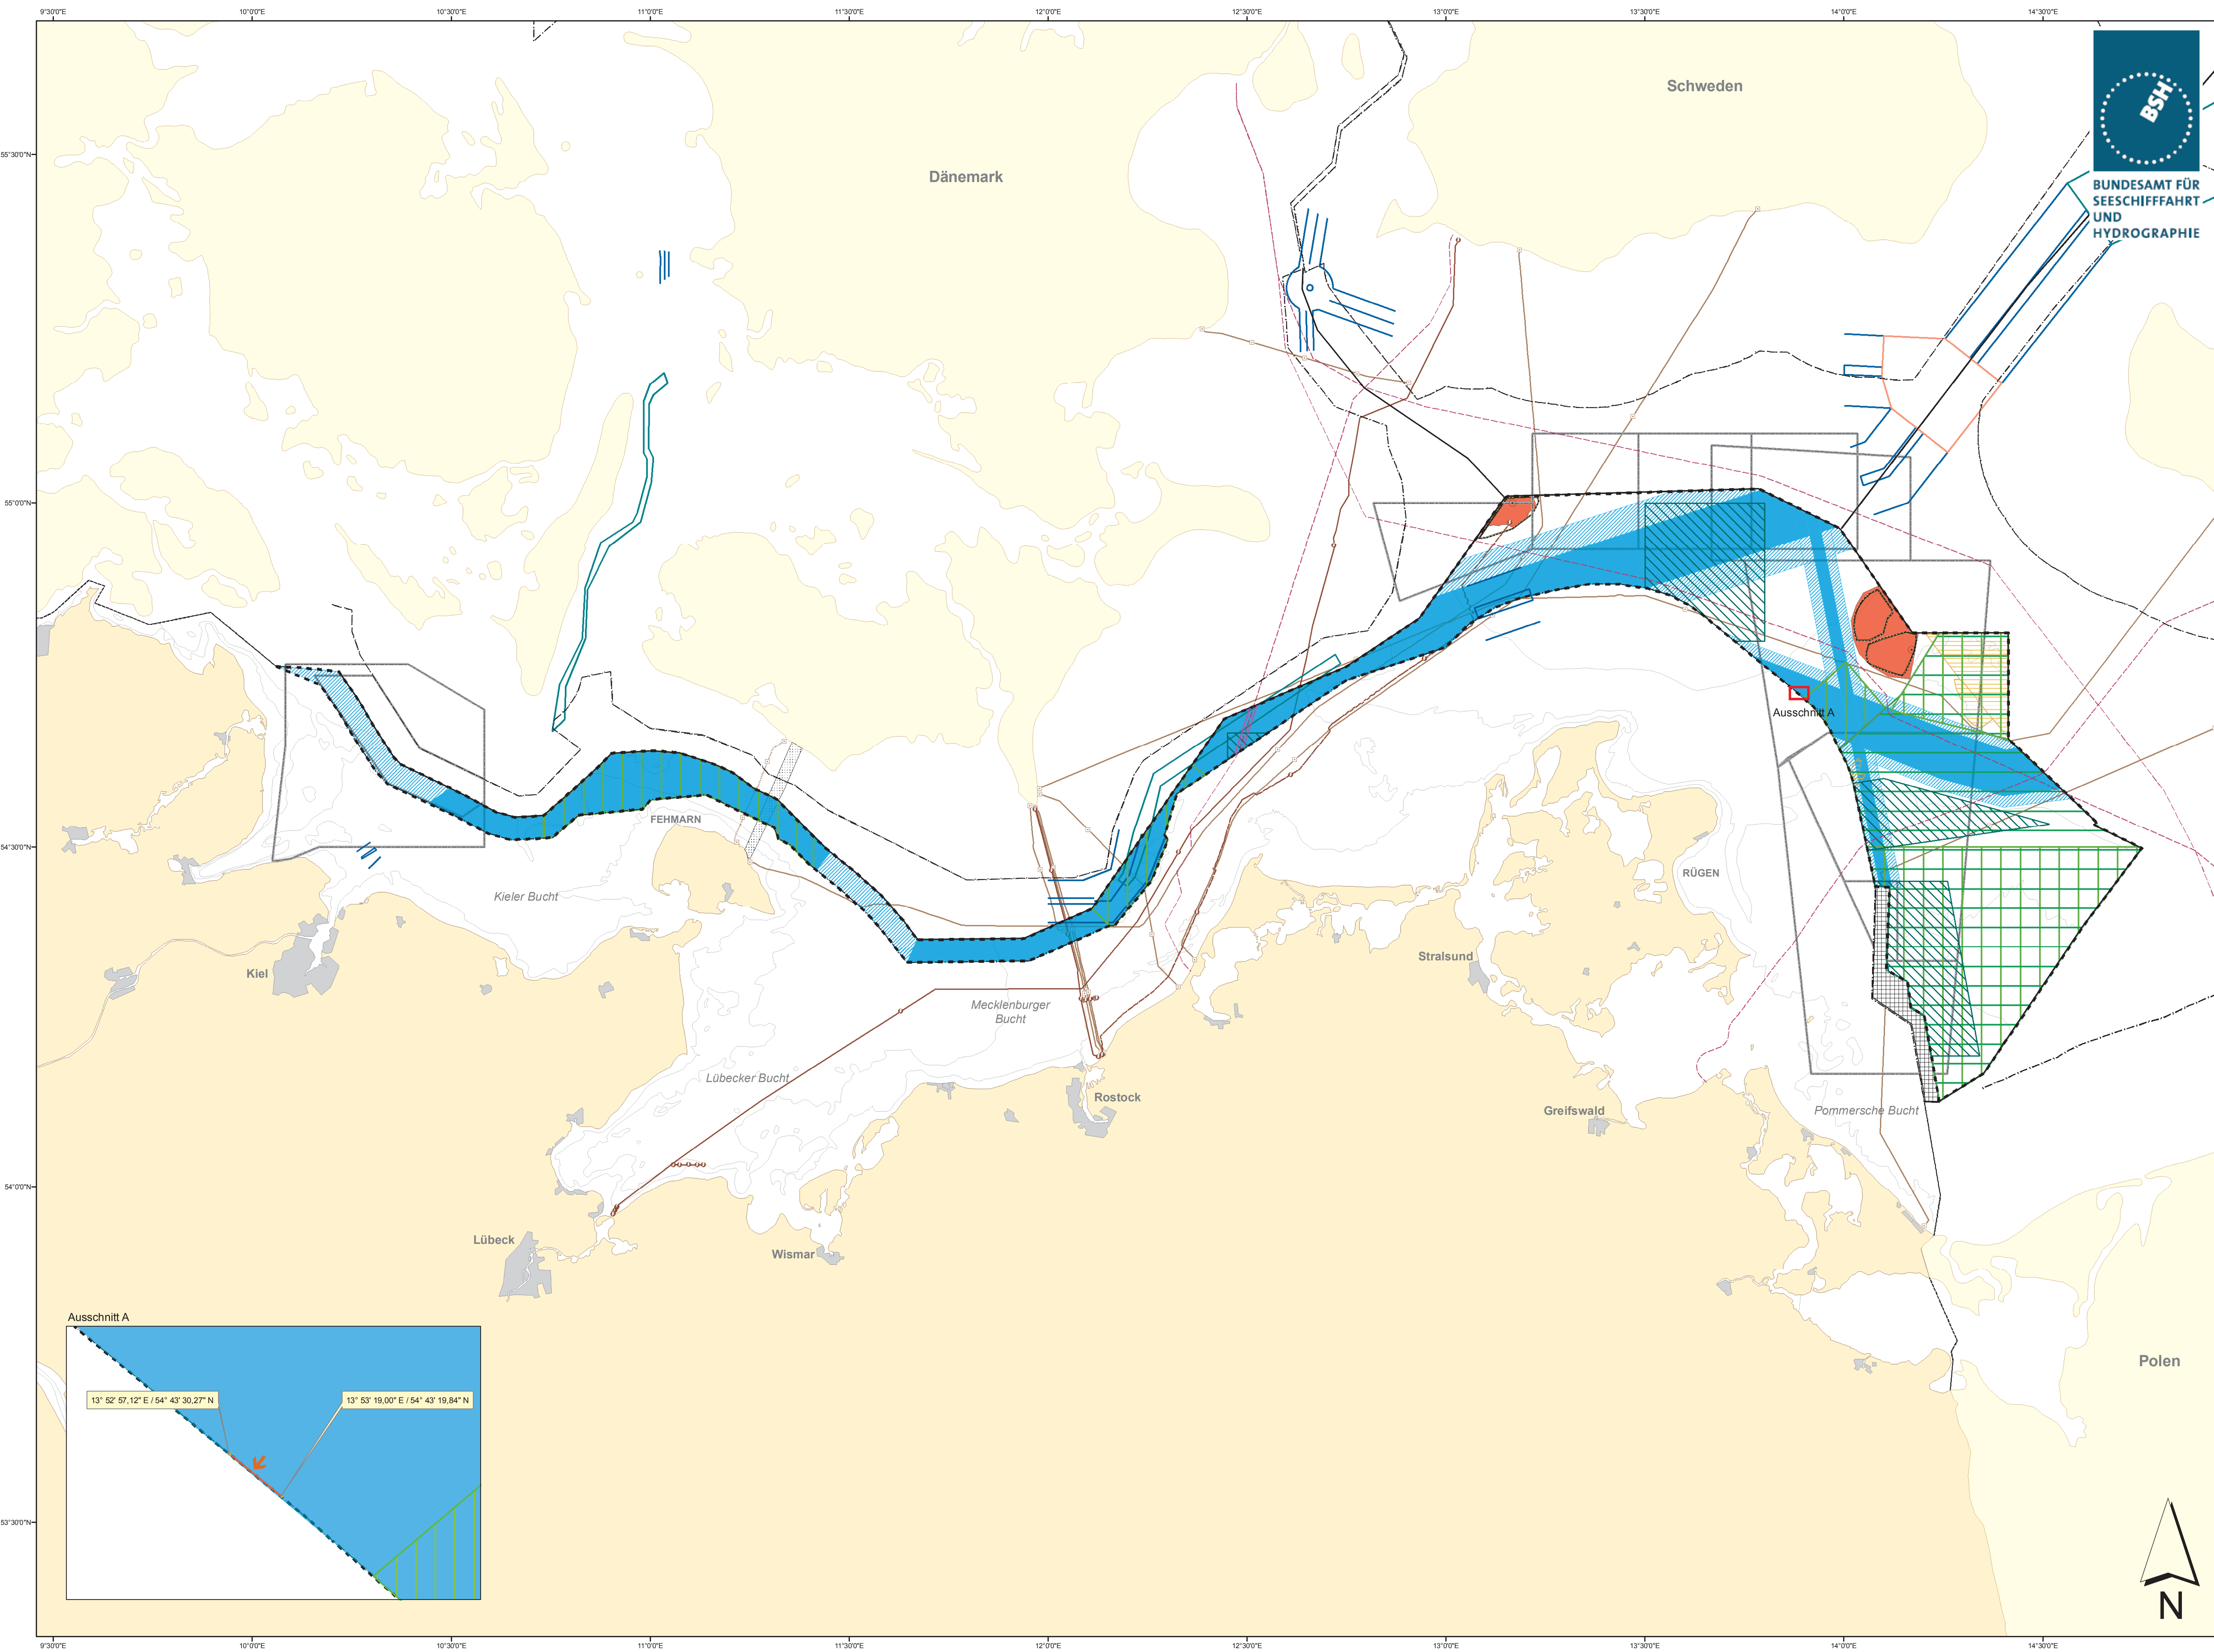 9°30'0"E 10°0'0"E 10°30'0"E 11°0'0"E 11°30'0"E 12°0'0"E 12°30'0"E 13°0'0"E 13°30'0"E 14°0'0"E 14°30'0"E
Schweden
BSH
55°30'0"N
Dänemark
BUNDESAMT FÜR
SEESCHIFFFAHRT
UND
HYDROGRAPHIE
55°0'0"N
Ausschnitt A
FEHMARN
54°30'0"N
RÜGEN
Kieler Bucht
Stralsund
Kiel
Mecklenburger
Bucht
Lübecker Bucht
Rostock
Greifswald
Pommersche Bucht
54°0'0"N
Lübeck
Wismar
Ausschnitt A
Polen
13° 52' 57,12" E / 54° 43' 30,27" N
13° 53' 19,00" E / 54° 43' 19,84" N
53°30'0"N
N
9°30'0"E 10°0'0"E 10°30'0"E 11°0'0"E 11°30'0"E 12°0'0"E 12°30'0"E 13°0'0"E 13°30'0"E 14°0'0"E 14°30'0"E